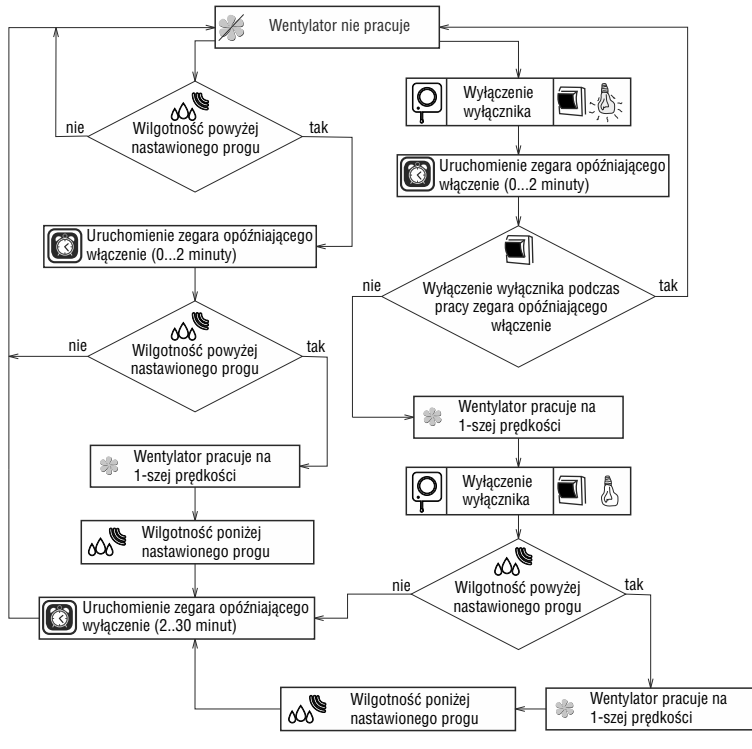 Wentylator nie pracuje
nie
Wilgotność powyżej
nastawionego progu
tak
Uruchomienie zegara opóźniającego
włączenie (0...2 minuty)
nie
Wilgotność powyżej
nastawionego progu
tak
Wentylator pracuje na
1-szej prędkości
Wilgotność poniżej
nastawionego progu
Uruchomienie zegara opóźniającego
wyłączenie (2..30 minut)
Wyłączenie
wyłącznika
Uruchomienie zegara opóźniającego
włączenie (0...2 minuty)
nie
Wyłączenie wyłącznika podczas
pracy zegara opóźniającego
włączenie
tak
Wentylator pracuje na
1-szej prędkości
Wyłączenie
wyłącznika
nie
Wilgotność powyżej
nastawionego progu
tak
Wilgotność poniżej
nastawionego progu
Wentylator pracuje na
1-szej prędkości